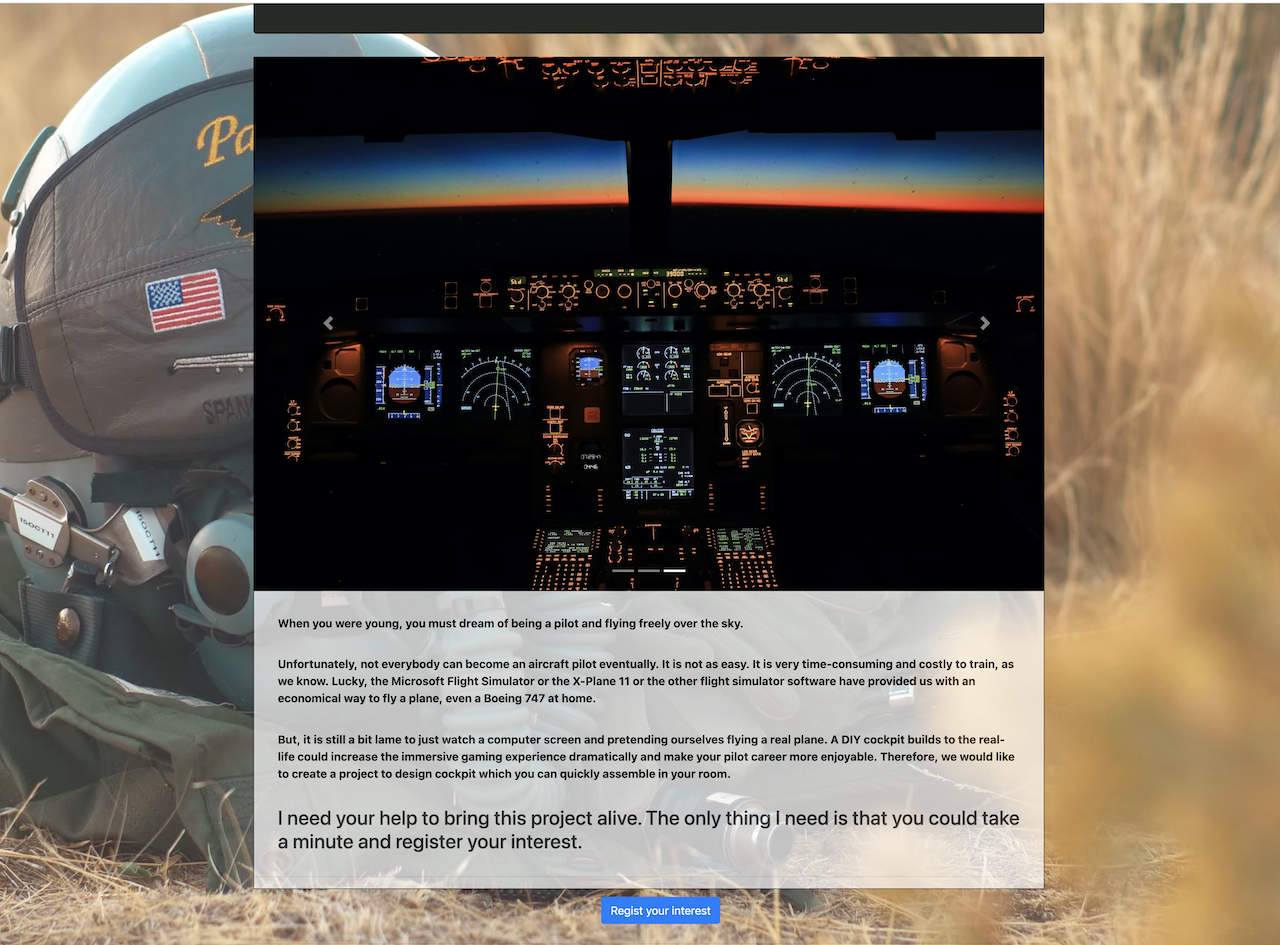 Pa
SPAN
15OCT11
15OCT11
Std
39000
Std
CRUISE
When you were young, you must dream of being a pilot and flying freely over the sky.
Unfortunately, not everybody can become an aircraft pilot eventually. It is not as easy. It is very time-consuming and costly to train, as
we know. Lucky, the Microsoft Flight Simulator or the X-Plane 11 or the other flight simulator software have provided us with an
economical way to fly a plane, even a Boeing 747 at home.
But, it is still a bit lame to just watch a computer screen and pretending ourselves flying a real plane. A DIY cockpit builds to the real-
life could increase the immersive gaming experience dramatically and make your pilot career more enjoyable. Therefore, we would like
to create a project to design cockpit which you can quickly assemble in your room.
I need your help to bring this project alive. The only thing I need is that you could take
a minute and register your interest.
Regist your interest